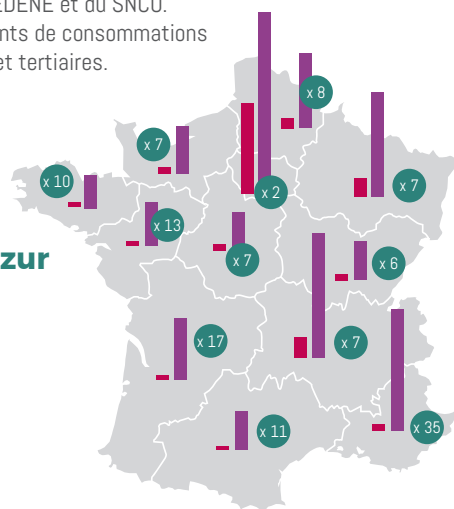 EDENE et du SNCU.
nts de consommations
et tertiaires.
x 8
x 7
x 10
x 2
x 7
x 13
zur
x 7
x 6
x 17
x 7
x 11
x 35